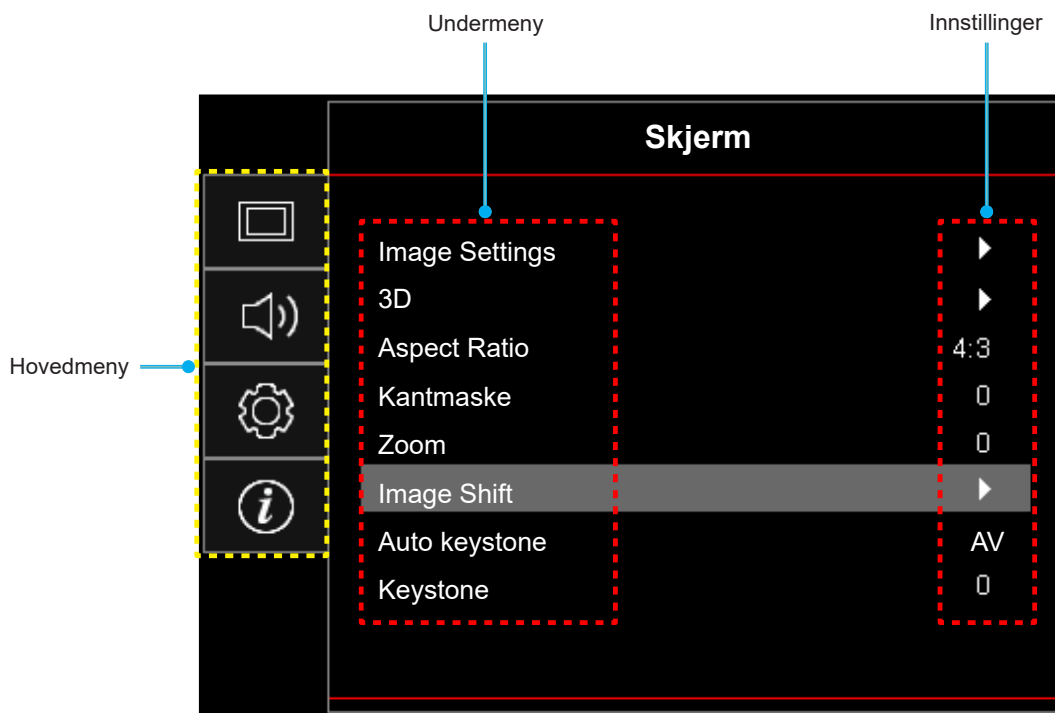 Undermeny
Innstillinger
Skjerm
Hovedmeny
Image Settings
3D
Aspect Ratio 4:3
Kantmaske 0
Zoom 0
Image Shift
Auto keystone AV
Keystone 0